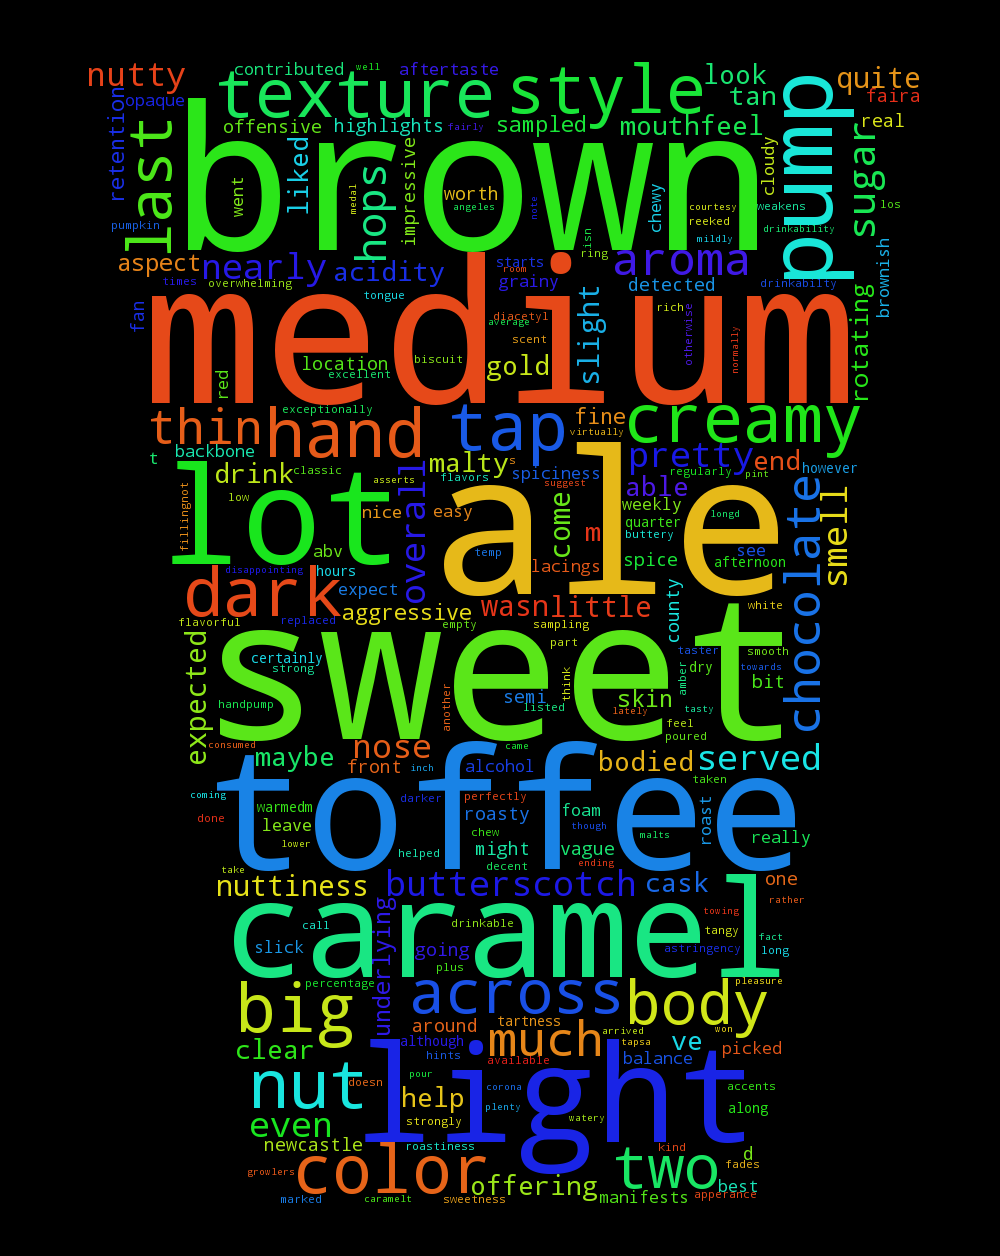 nutty contributed well aftertaste look quite
opaque texture style tan faira
retention offensive highlights fairly sampled mouthfeel real
last brown pump sugar
liked hops impressive cloudy
went medal worth angeles note chewy courtesy weakens los
reeked drinkability
pumpkin mildly
isn ring brownish
aspect nearly acidity starts room aroma
times overwhelming grainy detected drinkabilty
fan tongue slight rich otherwise rotating
medium
diacetyl average normally
scent
location biscuit gold
red excellent
exceptionally fine creamy
thin hand tap virtually
t backbone malty s pretty end
drink classic flavors spiciness regularly pint however
asserts suggest able
low lot overall come weekly chocolate smell
fillingnot nice easy m quarter longd
buttery
abv ale temp see
lacings spice afternoon
disappointing hours
dark expect county
aggressive wasnlittle white
flavorful replaced empty sampling
expected sweet part
certainly taster smooth
strong think amber dry towards
semi skin bit
handpump another listed lately tasty
feel
poured
consumed nose came
maybe bodied served
front inch alcohol taken
toffee
coming darker perfectly
done warmedm roasty foam roast
leave chew might though malts really
lower helped vague
decent ending
take butterscotch cask one
nuttiness rather
caramel
underlying call drinkable towing
tangy fact
slick going astringency long
plus
percentage pleasure
big across body
around tartness arrived won
much tapsa ve
clear although balance picked
hints available
light
nut doesn pour corona accents
help plenty along
strongly watery
even
newcastle roastiness kind d
growlers color two fades
offering best
marked caramelt sweetness manifests apperance